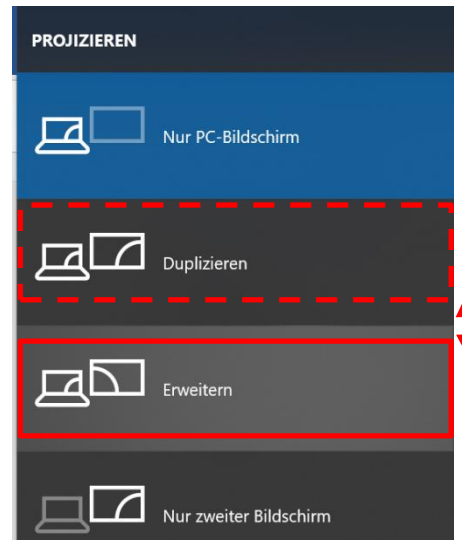 PROJIZIEREN
Nur PC-Bildschirm
Duplizieren
Erweitern
Nur zweiter Bildschirm